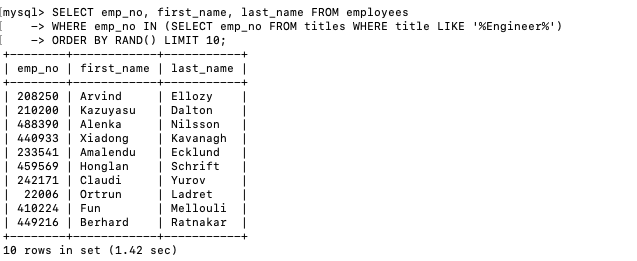 [mysql> SELECT emp_no, first_name, last_name FROM employees
[    -> WHERE emp_no IN (SELECT emp_no FROM titles WHERE title LIKE '%Engineer%')
[    -> ORDER BY RAND() LIMIT 10;
+--------+------------+-----------+
| emp_no | first_name | last_name |
+--------+------------+-----------+
| 208250 | Arvind     | Ellozy    |
| 210200 | Kazuyasu   | Dalton    |
| 488390 | Alenka     | Nilsson   |
| 440933 | Xiadong    | Kavanagh  |
| 233541 | Amalendu   | Ecklund   |
| 459569 | Honglan    | Schrift   |
| 242171 | Claudi     | Yurov     |
|  22006 | Ortrun     | Ladret    |
| 410224 | Fun        | Mellouli  |
| 449216 | Berhard    | Ratnakar  |
+--------+------------+-----------+
10 rows in set (1.42 sec)